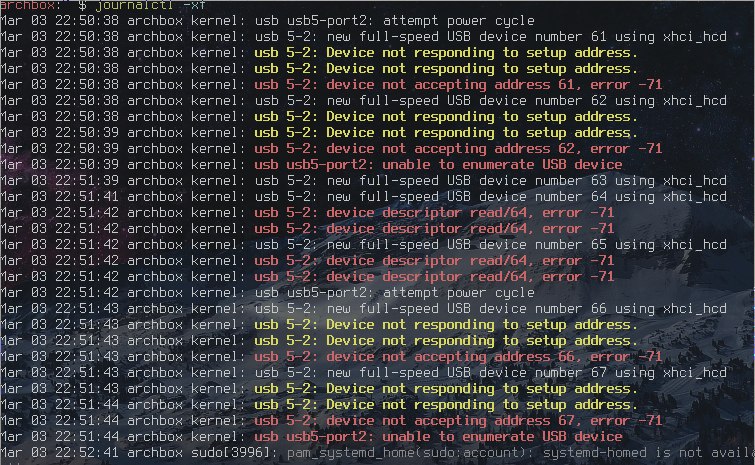 archbox: ~$ journalctl -xf
Mar 03 22:50:38 archbox kernel: usb usb5-port2: attempt power cycle
Mar 03 22:50:38 archbox kernel: usb 5-2: new full-speed USB device number 61 using xhci_hcd
Mar 03 22:50:38 archbox kernel: usb 5-2: Device not responding to setup address.
Mar 03 22:50:38 archbox kernel: usb 5-2: Device not responding to setup address.
Mar 03 22:50:38 archbox kernel: usb 5-2: device not accepting address 61, error -71
Mar 03 22:50:38 archbox kernel: usb 5-2: new full-speed USB device number 62 using xhci_hcd
Mar 03 22:50:39 archbox kernel: usb 5-2: Device not responding to setup address.
Mar 03 22:50:39 archbox kernel: usb 5-2: Device not responding to setup address.
Mar 03 22:50:39 archbox kernel: usb 5-2: device not accepting address 62, error -71
Mar 03 22:50:39 archbox kernel: usb usb5-port2: unable to enumerate USB device
Mar 03 22:51:39 archbox kernel: usb 5-2: new full-speed USB device number 63 using xhci_hcd
Mar 03 22:51:41 archbox kernel: usb 5-2: new full-speed USB device number 64 using xhci_hcd
Mar 03 22:51:42 archbox kernel: usb 5-2: device descriptor read/64, error -71
Mar 03 22:51:42 archbox kernel: usb 5-2: device descriptor read/64, error -71
Mar 03 22:51:42 archbox kernel: usb 5-2: new full-speed USB device number 65 using xhci_hcd
Mar 03 22:51:42 archbox kernel: usb 5-2: device descriptor read/64, error -71
Mar 03 22:51:42 archbox kernel: usb 5-2: device descriptor read/64, error -71
Mar 03 22:51:42 archbox kernel: usb usb5-port2: attempt power cycle
Mar 03 22:51:43 archbox kernel: usb 5-2: new full-speed USB device number 66 using xhci_hcd
Mar 03 22:51:43 archbox kernel: usb 5-2: Device not responding to setup address.
Mar 03 22:51:43 archbox kernel: usb 5-2: Device not responding to setup address.
Mar 03 22:51:43 archbox kernel: usb 5-2: device not accepting address 66, error -71
Mar 03 22:51:43 archbox kernel: usb 5-2: new full-speed USB device number 67 using xhci_hcd
Mar 03 22:51:43 archbox kernel: usb 5-2: Device not responding to setup address.
Mar 03 22:51:44 archbox kernel: usb 5-2: Device not responding to setup address.
Mar 03 22:51:44 archbox kernel: usb 5-2: device not accepting address 67, error -71
Mar 03 22:51:44 archbox kernel: usb usb5-port2: unable to enumerate USB device
Mar 03 22:52:41 archbox sudo[3996]: pam_systemd_home(sudo:account): systemd-homed is not avail